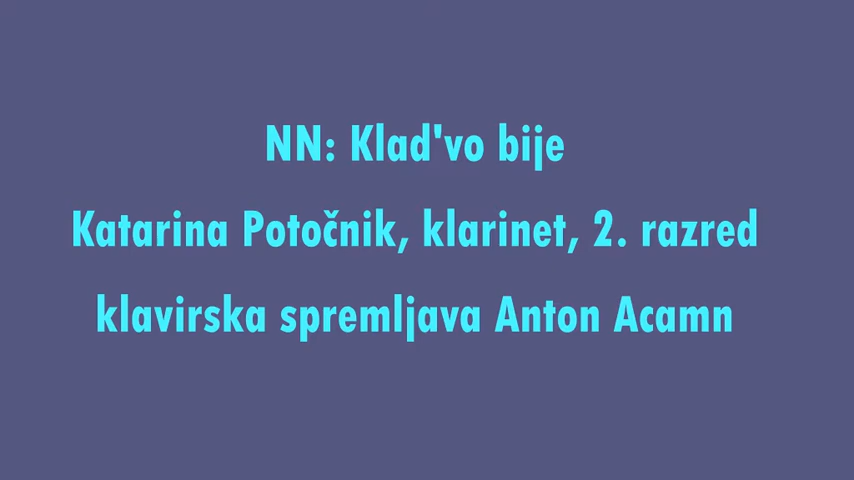 NN: Klad'vo bije
Katarina Potočnik, klarinet, 2. razred
klavirska spremljava Anton Acamn